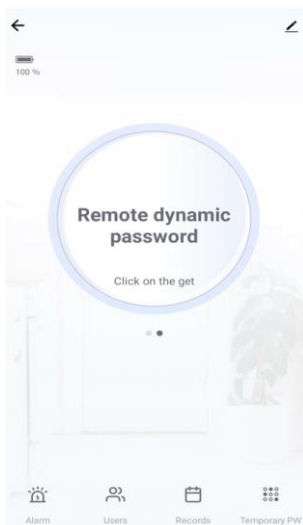 100 %
Remote dynamic
password
Click on the get
Alarm Users Records Temporary PW